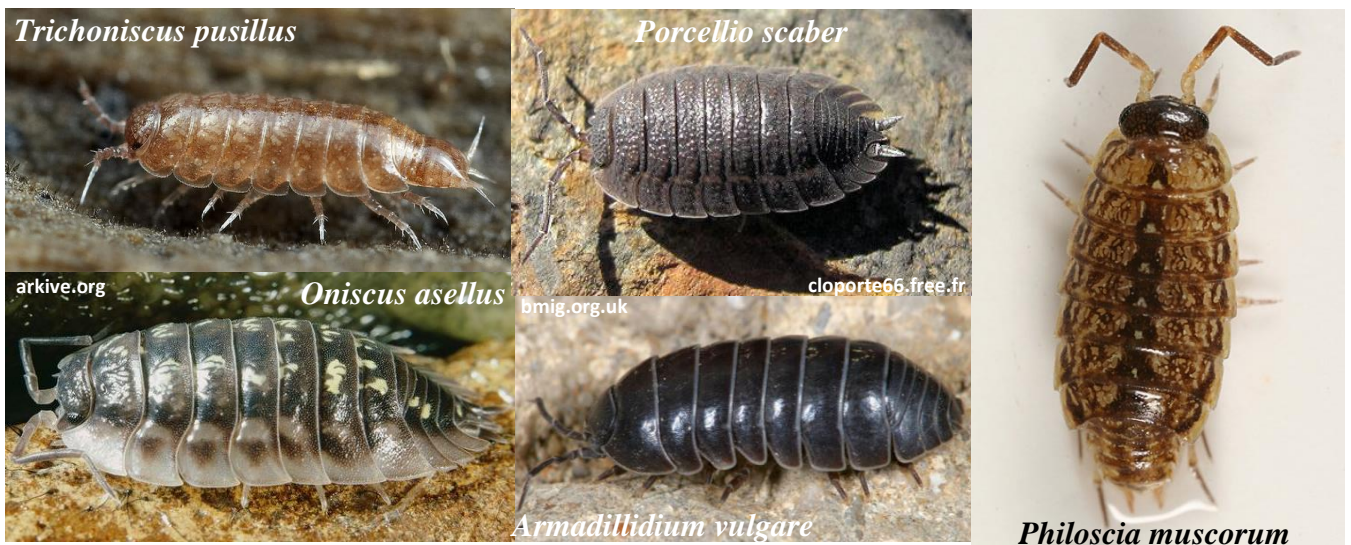 Trichoniscus pusillus
Porcellio scaber
arkive.org
Oniscus asellus
cloporte66.free.fr
bmig.org.uk
Armadillidium vulgare
Philoscia muscorum